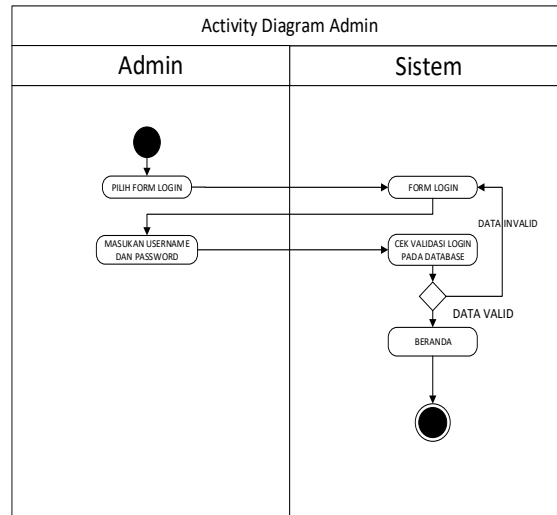 Activity Diagram Admin
Admin
Sistem
PILIH FORM LOGIN
FORM LOGIN
DATA INVALID
MASUKAN USERNAME
DAN PASSWORD
CEK VALIDASI LOGIN
PADA DATABASE
DATA VALID
BERANDA